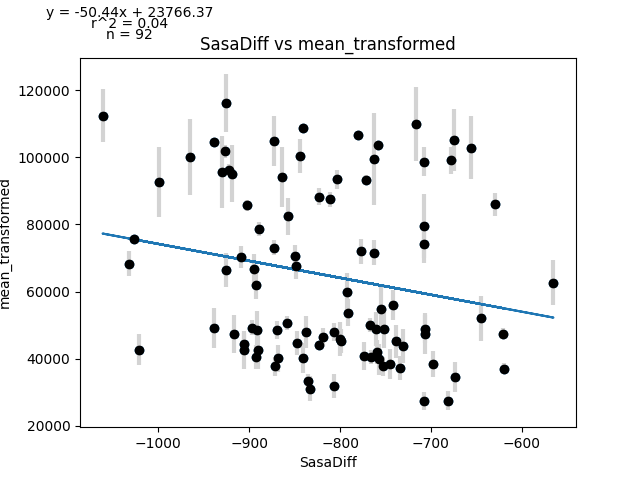 y = -50.44x + 23766.37
r^2 = 0.04
n = 92
SasaDiff vs mean_transformed
120000
100000
80000
60000
40000
20000
mean_transformed
−1000
−900
−800
−700
−600
SasaDiff